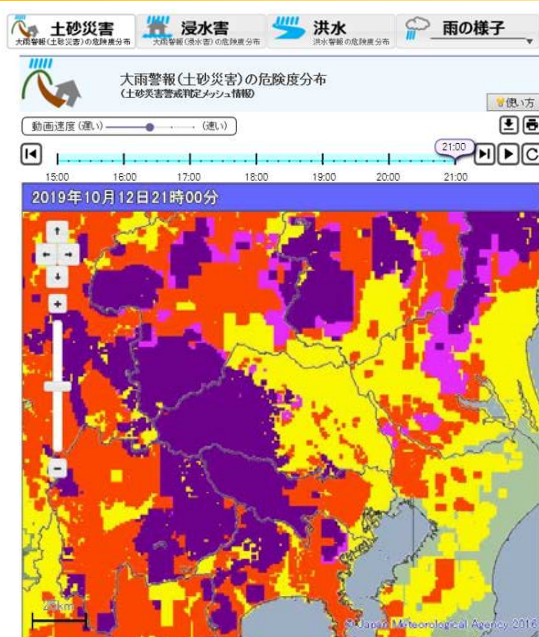 土砂災害 浸水害 洪水 雨の様子
大雨警報(土砂災害)の危険度分布 大雨警報(浸水害)の危険度分布 洪水警報の危険度分布
大雨警報(土砂災害)の危険度分布
(土砂災害警戒判定メッシュ情報)
使い方
動画速度(遅い) (速い)
21:00
15:00 16:00 17:00 18:00 19:00 20:00 21:00
2019年10月12日21時00分
© Japan Meteorological Agency 2016